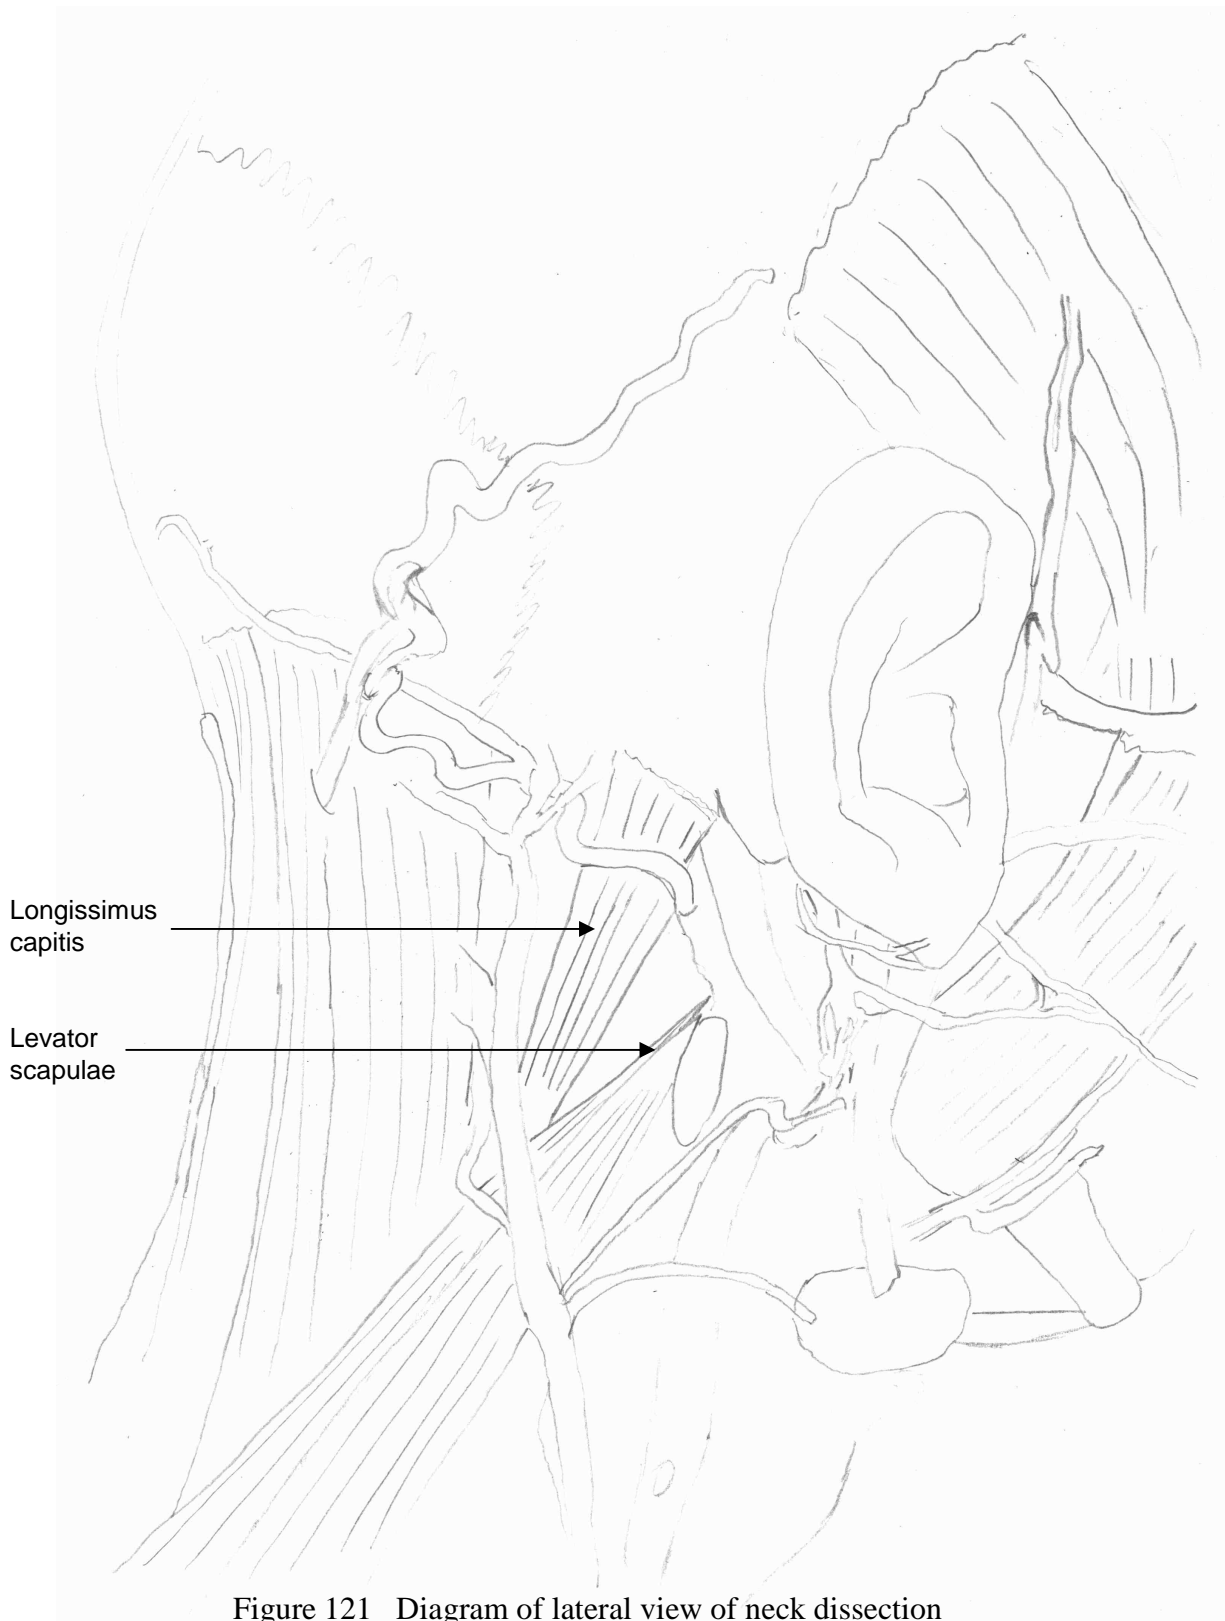 Longissimus
capitis
Levator
scapulae
Figure 121 Diagram of lateral view of neck dissection